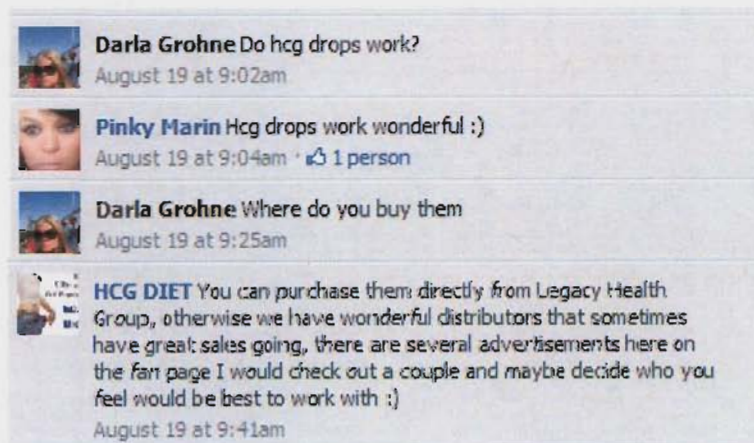 Darla Grohne Do hcg drops work?
August 19 at 9:02am
Pinky Marin Hcg drops work wonderful :)
August 19 at 9:04am · 1 person
Darla Grohne Where do you buy them
August 19 at 9:25am
HCG DIET You can purchase them directly from Legacy Health
Group, otherwise we have wonderful distributors that sometimes
have great sales going, there are several advertisements here on
the fan page I would check out a couple and maybe decide who you
feel would be best to work with :)
August 19 at 9:41am